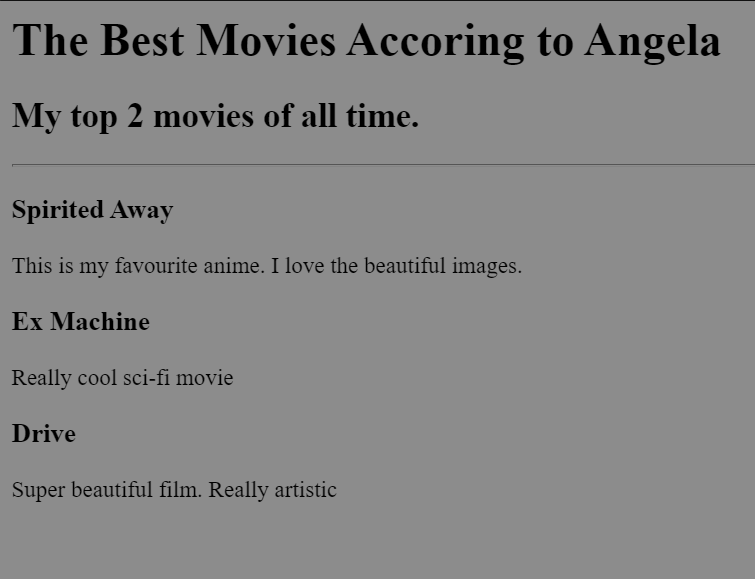 The Best Movies Accoring to Angela
My top 2 movies of all time.
Spirited Away
This is my favourite anime. I love the beautiful images.
Ex Machine
Really cool sci-fi movie
Drive
Super beautiful film. Really artistic